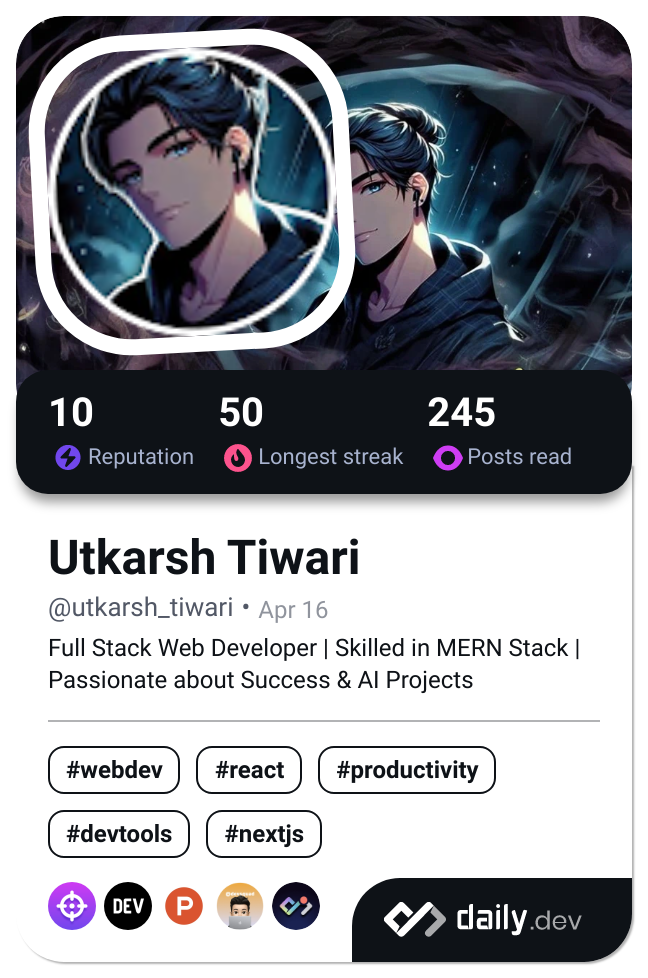 10 50 245
Reputation Longest streak Posts read
Utkarsh Tiwari
@utkarsh_tiwari • Apr 16
Full Stack Web Developer | Skilled in MERN Stack |
Passionate about Success & AI Projects
#webdev #react #productivity
#devtools #nextjs
DEV P daily.dev